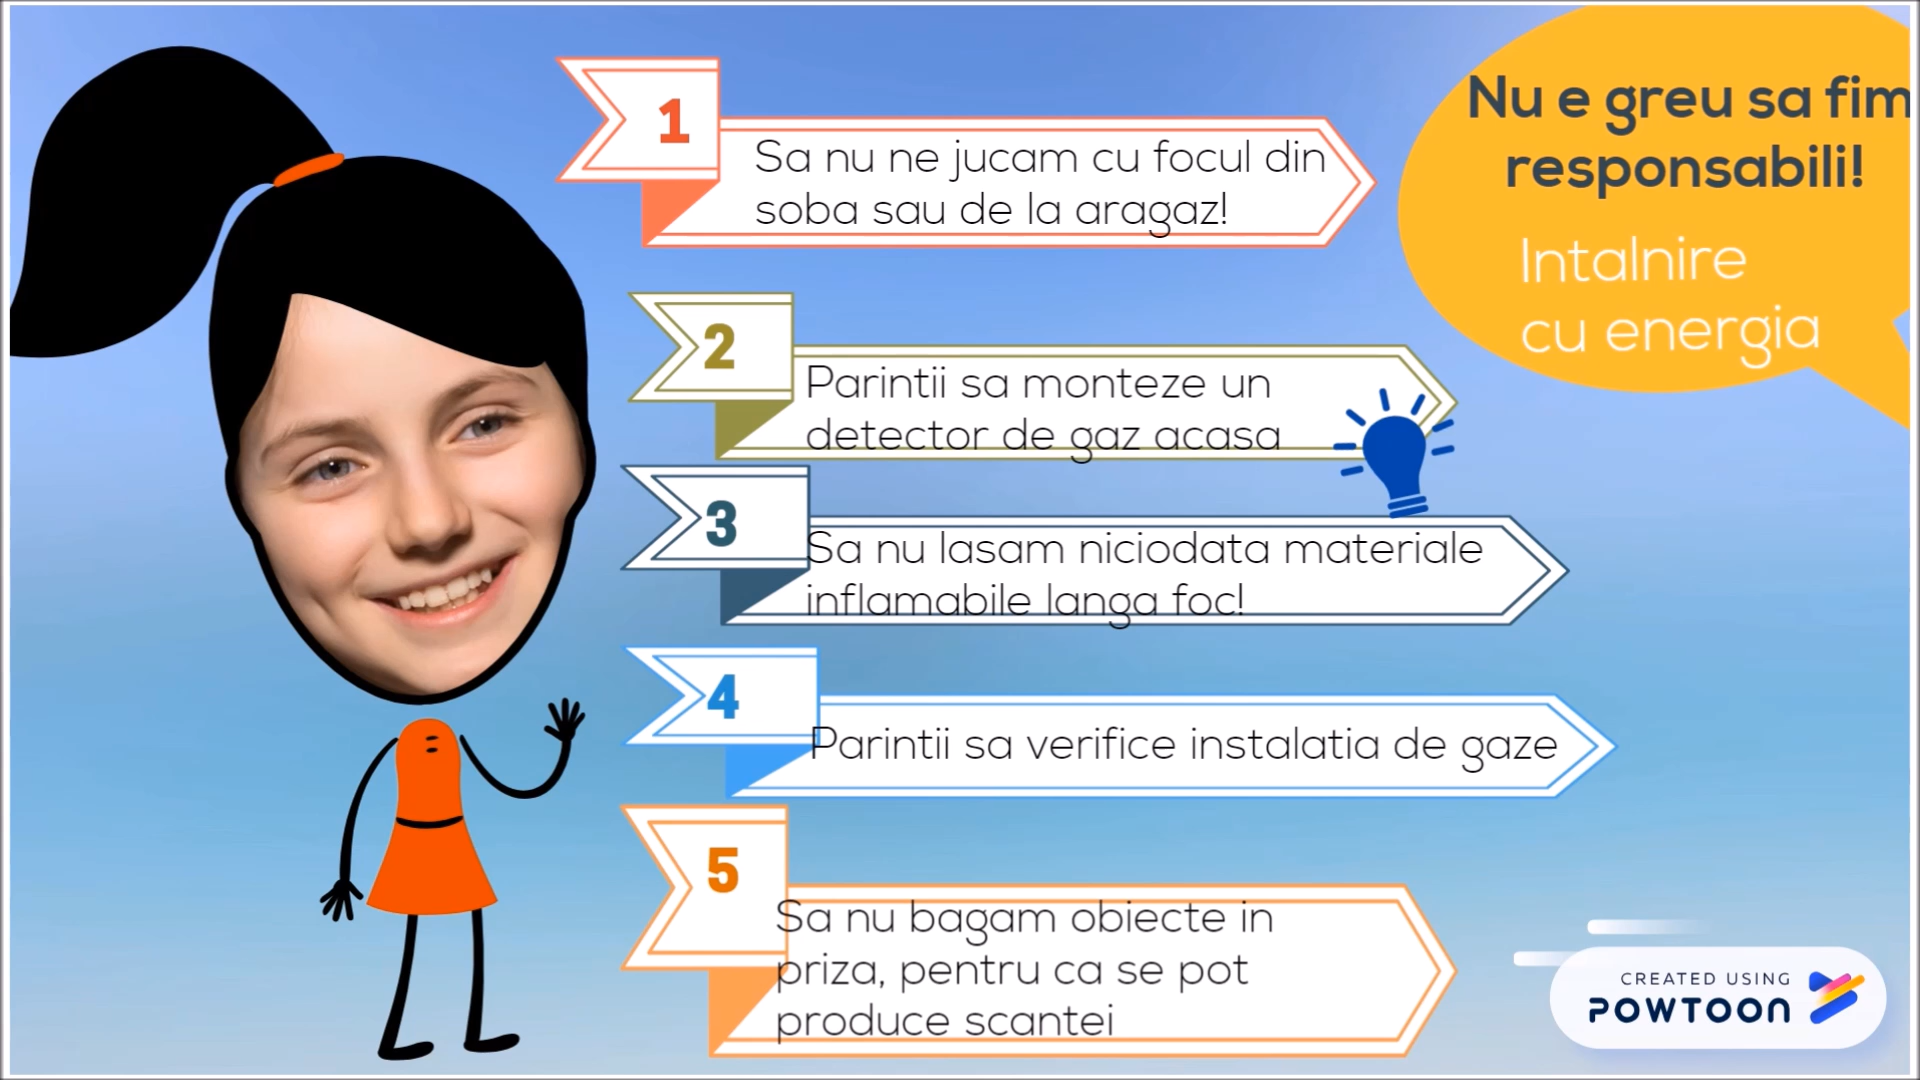 1
Sa nu ne jucam cu focul din
soba sau de la aragaz!
2
Parintii sa monteze un
detector de gaz acasa
3
Sa nu lasam niciodata materiale
inflamabile langa foc!
4
Parintii sa verifice instalatia de gaze
5
Sa nu bagam obiecte in
priza, pentru ca se pot
produce scantei
Nu e greu sa fim
responsabili!
Intalnire
cu energia
CREATED USING
POWTOON